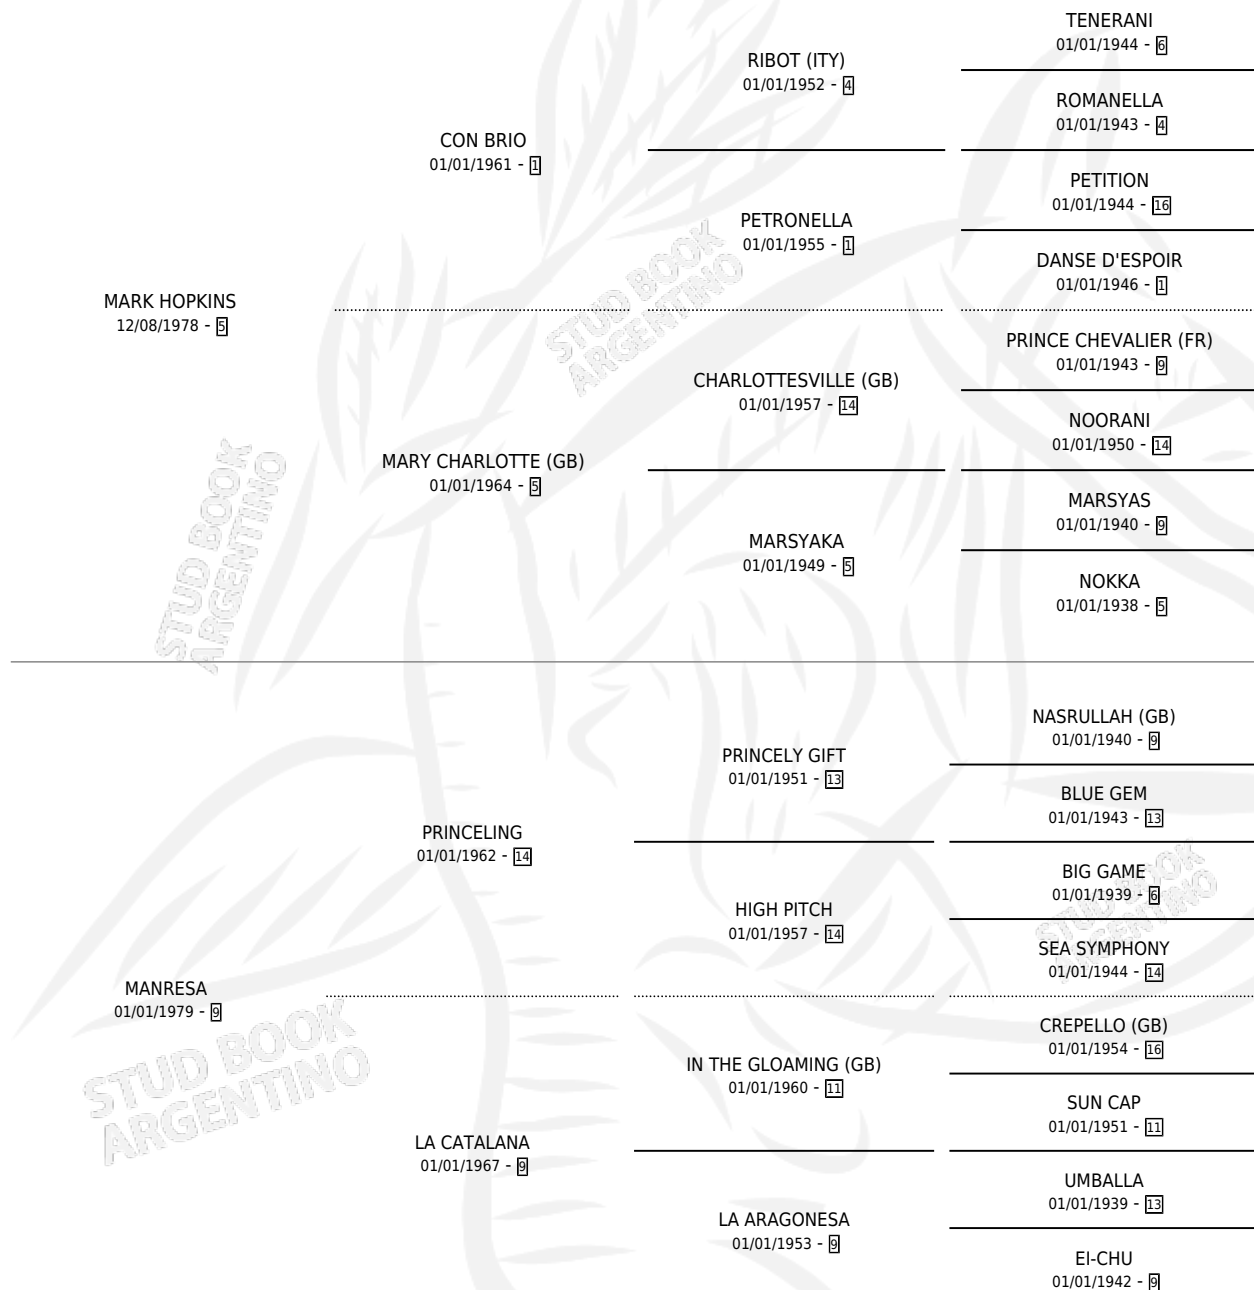 TENERANI
01/01/1944 - 6
RIBOT (ITY)
01/01/1952 - 4
ROMANELLA
01/01/1943 - 4
CON BRIO
01/01/1961 - 1
PETITION
01/01/1944 - 16
PETRONELLA
01/01/1955 - 1
DANSE D'ESPOIR
01/01/1946 - 1
MARK HOPKINS
12/08/1978 - 5
STUD BOOK
ARGENTINO
PRINCE CHEVALIER (FR)
01/01/1943 - 9
CHARLOTTESVILLE (GB)
01/01/1957 - 14
NOORANI
01/01/1950 - 14
MARY CHARLOTTE (GB)
01/01/1964 - 5
STUD BOOK
ARGENTINO
MARSYAS
01/01/1940 - 9
MARSYAKA
01/01/1949 - 5
NOKKA
01/01/1938 - 5
NASRULLAH (GB)
01/01/1940 - 9
PRINCELY GIFT
01/01/1951 - 13
BLUE GEM
01/01/1943 - 13
PRINCELING
01/01/1962 - 14
BIG GAME
01/01/1939 - 6
STUD BOOK
ARGENTINO
HIGH PITCH
01/01/1957 - 14
SEA SYMPHONY
01/01/1944 - 14
MANRESA
01/01/1979 - 9
STUD BOOK
ARGENTINO
CREPELLO (GB)
01/01/1954 - 16
IN THE GLOAMING (GB)
01/01/1960 - 11
SUN CAP
01/01/1951 - 11
LA CATALANA
01/01/1967 - 9
UMBALLA
01/01/1939 - 13
LA ARAGONESA
01/01/1953 - 9
EI-CHU
01/01/1942 - 9